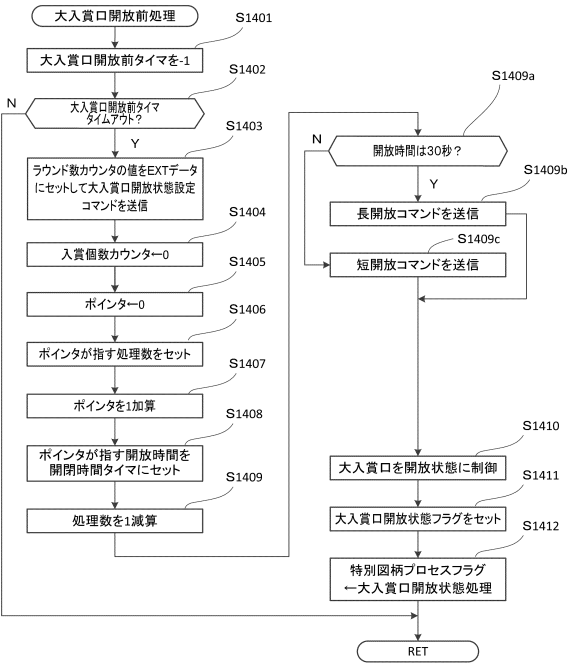 大入賞口開放前処理
S1401
大入賞口開放前タイマを-1
S1402
N
大入賞口開放前タイマ
タイムアウト?
Y
S1403
ラウンド数カウンタの値をEXTデータ
にセットして大入賞口開放状態設定
コマンドを送信
S1404
入賞個数カウンタ←0
S1405
ポインタ←0
S1406
ポインタが指す処理数をセット
S1407
ポインタを1加算
S1408
ポインタが指す開放時間を
開閉時間タイマにセット
S1409
処理数を1減算
S1409a
N
開放時間は30秒?
Y
S1409b
長開放コマンドを送信
S1409c
短開放コマンドを送信
S1410
大入賞口を開放状態に制御
S1411
大入賞口開放状態フラグをセット
S1412
特別図柄プロセスフラグ
←大入賞口開放状態処理
RET